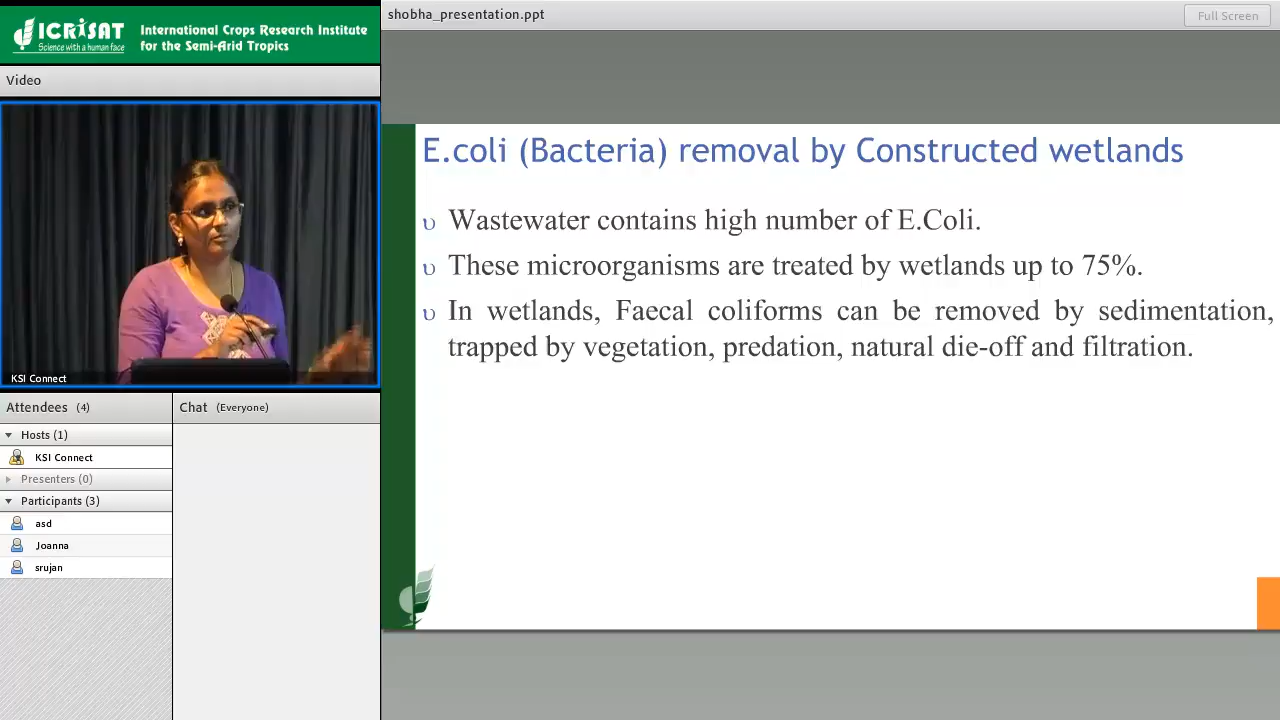 ICRISAT
Science with a human face
International Crops Research Institute
for the Semi-Arid Tropics
Video
KSI Connect
Attendees (4)
Hosts (1)
KSI Connect
Presenters (0)
Participants (3)
asd
Joanna
srujan
Chat (Everyone)
shobha_presentation.ppt
Full Screen
E.coli (Bacteria) removal by Constructed wetlands
υ Wastewater contains high number of E.Coli.
υ These microorganisms are treated by wetlands up to 75%.
υ In wetlands, Faecal coliforms can be removed by sedimentation,
trapped by vegetation, predation, natural die-off and filtration.